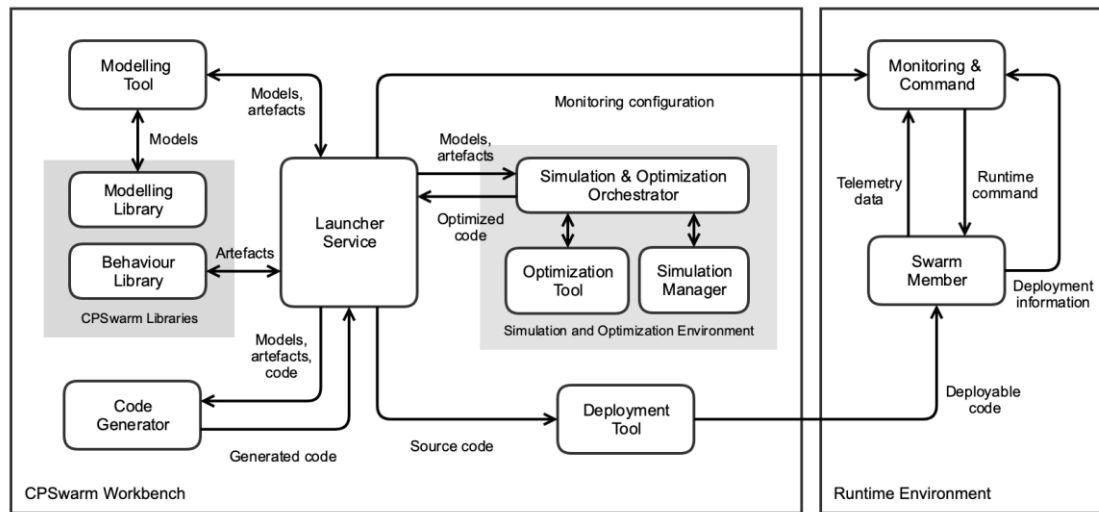 Modelling
Tool
Models,
artefacts
Models
Modelling
Library
Behaviour
Library
CPSwarm Libraries
Artefacts
Launcher
Service
Models,
artefacts,
code
Code
Generator
Generated code
Models,
artefacts
Optimized
code
Simulation & Optimization
Orchestrator
Optimization
Tool
Simulation
Manager
Simulation and Optimization Environment
Source code
Deployment
Tool
CPSwarm Workbench
Monitoring configuration
Monitoring &
Command
Telemetry
data
Runtime
command
Swarm
Member
Deployment
information
Deployable
code
Runtime Environment